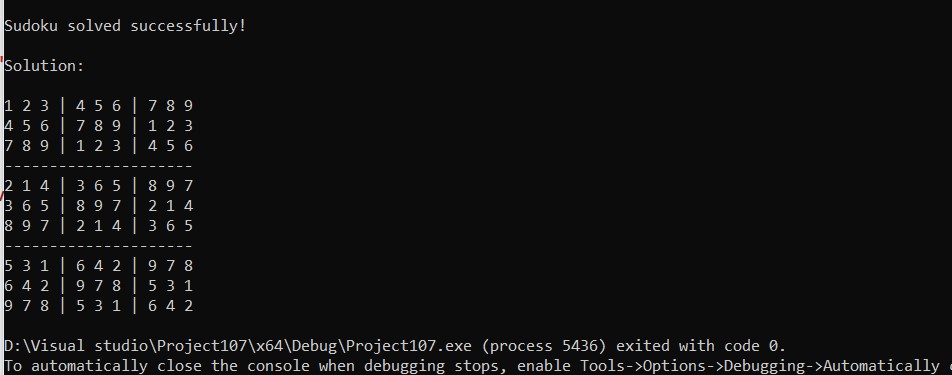 Sudoku solved successfully!
Solution:
1 2 3 | 4 5 6 | 7 8 9
4 5 6 | 7 8 9 | 1 2 3
7 8 9 | 1 2 3 | 4 5 6
---------------------
2 1 4 | 3 6 5 | 8 9 7
3 6 5 | 8 9 7 | 2 1 4
8 9 7 | 2 1 4 | 3 6 5
---------------------
5 3 1 | 6 4 2 | 9 7 8
6 4 2 | 9 7 8 | 5 3 1
9 7 8 | 5 3 1 | 6 4 2
D:\Visual studio\Project107\x64\Debug\Project107.exe (process 5436) exited with code 0.
To automatically close the console when debugging stops, enable Tools->Options->Debugging->Automatically